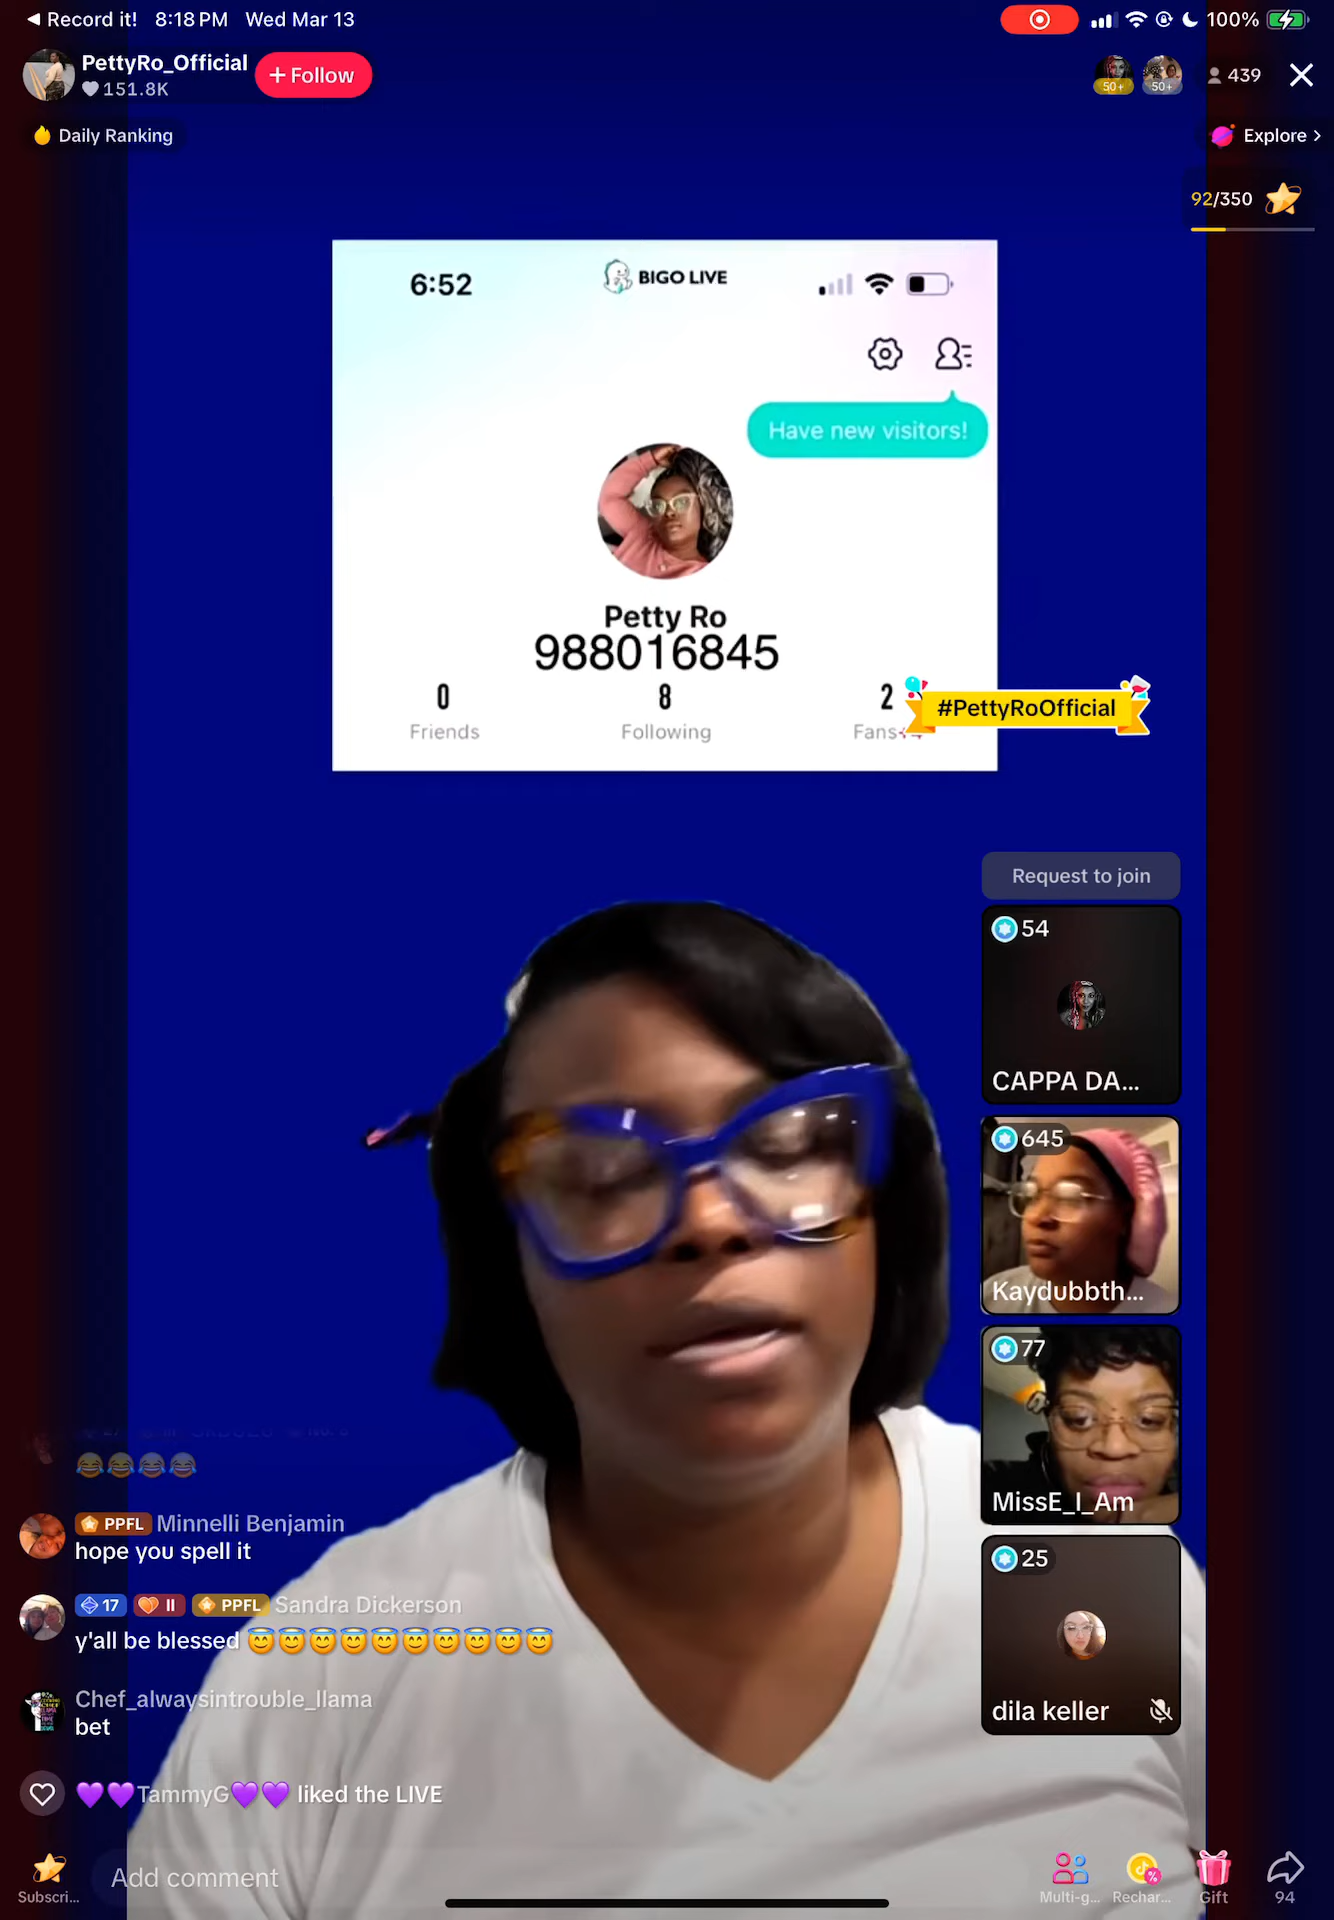 Record it! 8:18 PM Wed Mar 13
100%
PettyRo_Official
151.8K
+ Follow
50+
50+
439
Daily Ranking
Explore >
92/350
6:52
BIGO LIVE
Have new visitors!
Petty Ro
988016845
0
8
2
Friends
Following
Fans
#PettyRoOfficial
Request to join
54
CAPPA DA...
645
Kaydubbth...
77
MissE_I_Am
25
dila keller
😂😂😂😂
PPFL Minnelli Benjamin
hope you spell it
17 II PPFL Sandra Dickerson
y'all be blessed 😇😇😇😇😇😇😇😇😇😇
Chef_alwaysintrouble_llama
bet
💜💜TammyG💜💜 liked the LIVE
Subscri...
Add comment
Multi-g...
Rechar...
Gift
94